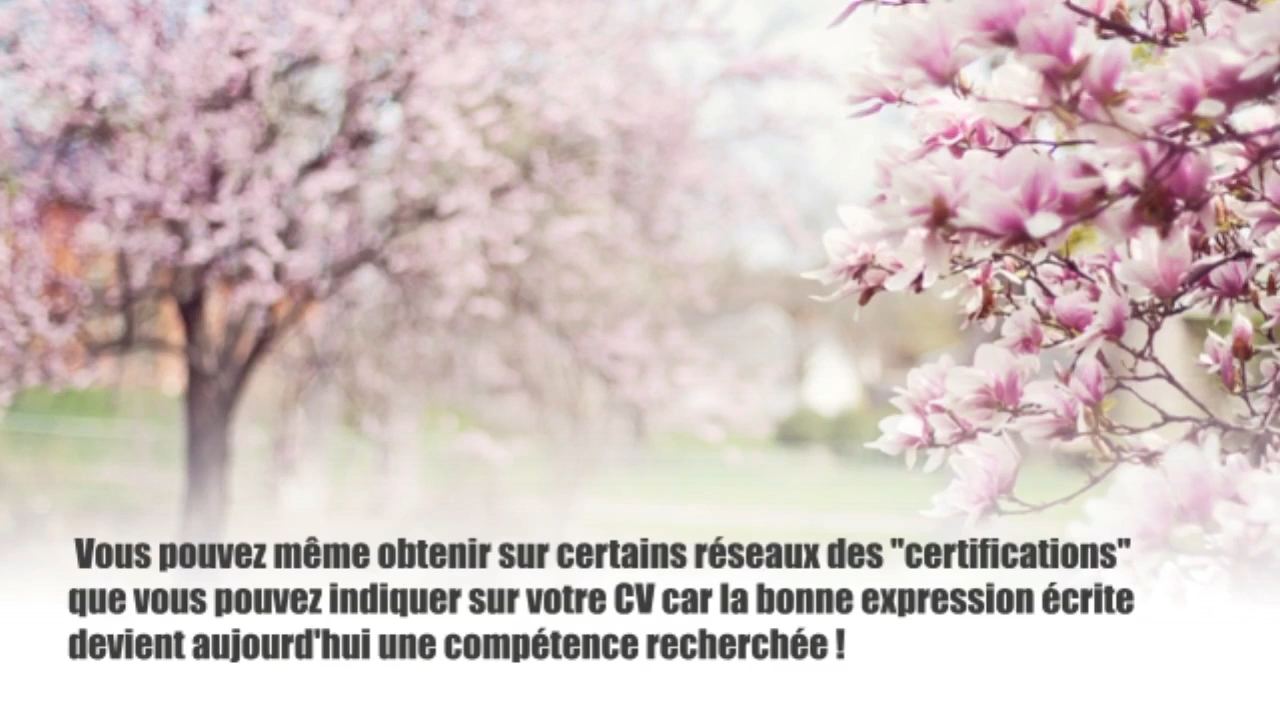 Vous pouvez même obtenir sur certains réseaux des "certifications"
que vous pouvez indiquer sur votre CV car la bonne expression écrite
devient aujourd'hui une compétence recherchée !